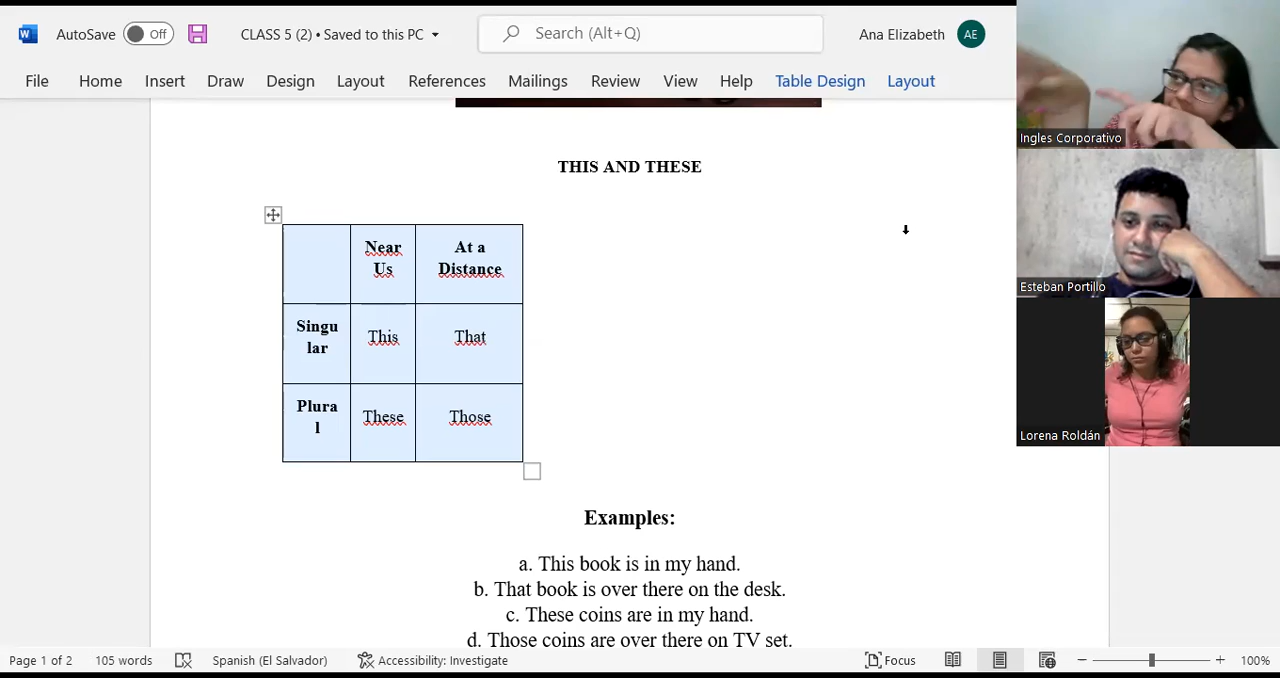 AutoSave Off CLASS 5 (2) • Saved to this PC Search (Alt+Q) Ana Elizabeth AE
File Home Insert Draw Design Layout References Mailings Review View Help Table Design Layout
Ingles Corporativo
Esteban Portillo
Lorena Roldán
THIS AND THESE
Near
Us
At a
Distance
Singu
lar
This
That
Plura
l
These
Those
Examples:
a. This book is in my hand.
b. That book is over there on the desk.
c. These coins are in my hand.
d. Those coins are over there on TV set.
Page 1 of 2 105 words Spanish (El Salvador) Accessibility: Investigate Focus 100%